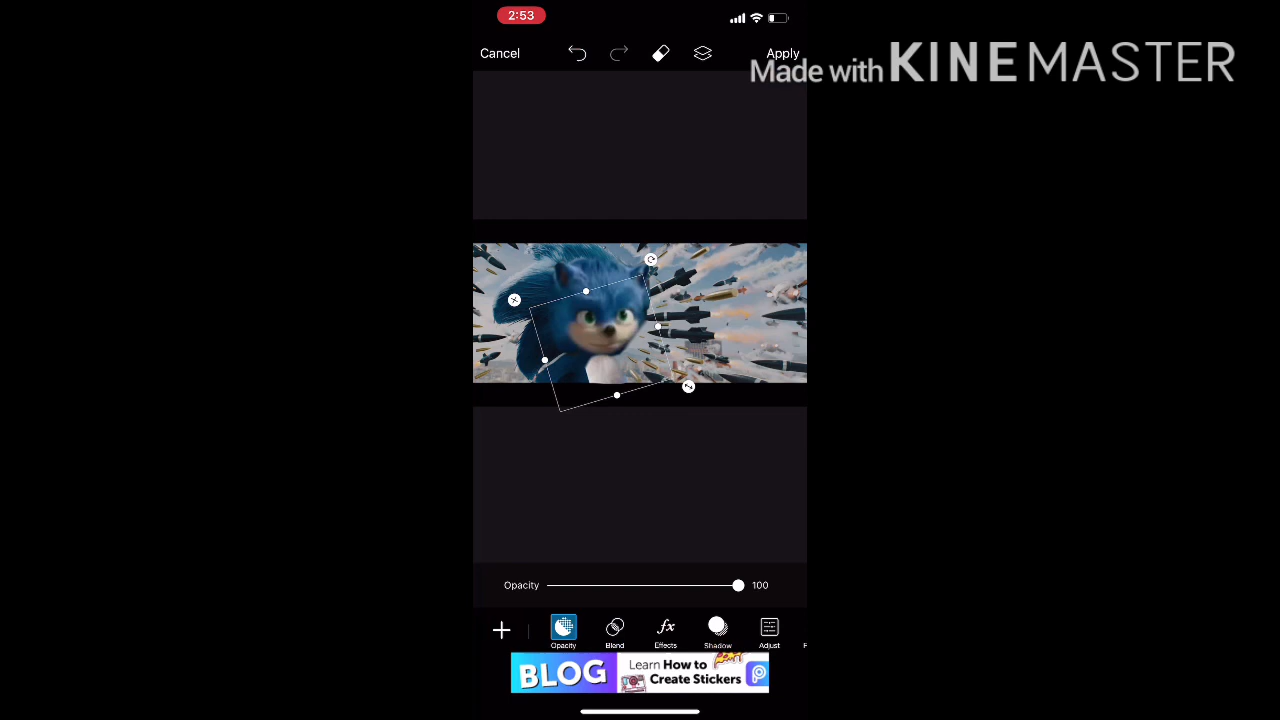 2:53
Cancel
Apply
Made with KINEMASTER
Opacity 100
Opacity Blend fx Effects Shadow Adjust F
BLOG Learn How to
Create Stickers